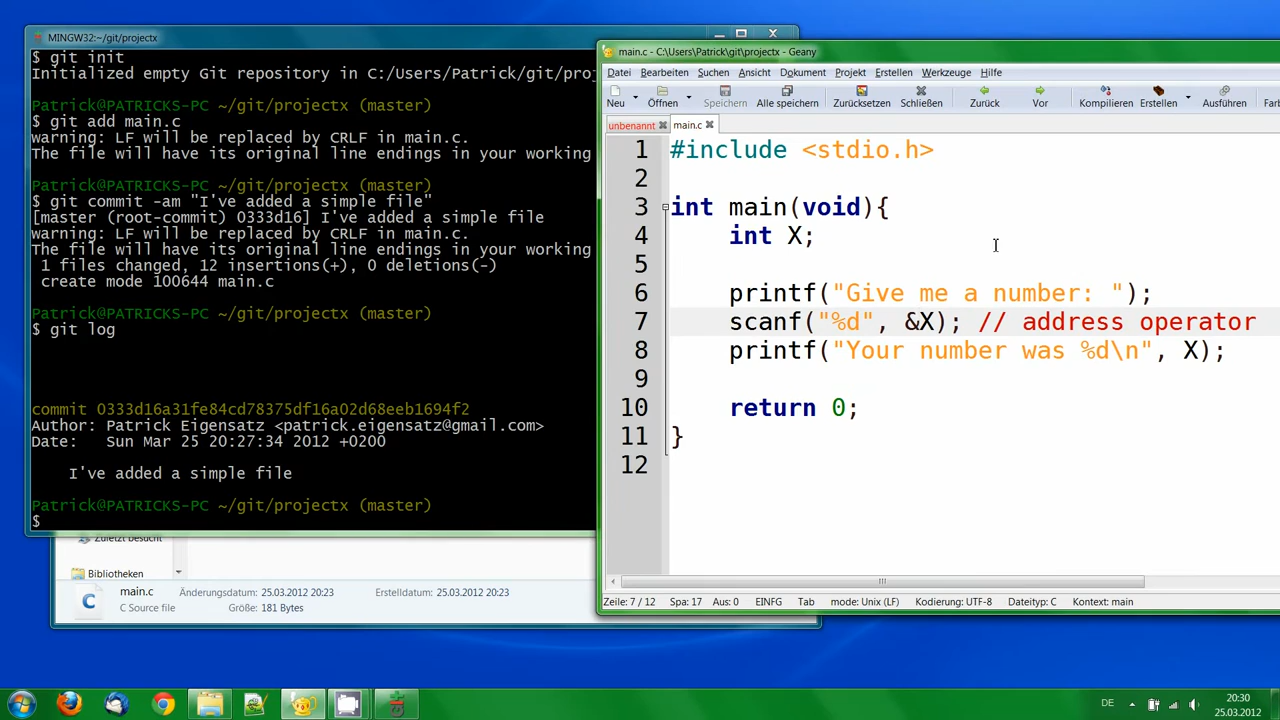 MINGW32:~/git/projectx
$ git init
Initialized empty Git repository in C:/Users/Patrick/git/proj
Patrick@PATRICKS-PC ~/git/projectx (master)
$ git add main.c
warning: LF will be replaced by CRLF in main.c.
The file will have its original line endings in your working
Patrick@PATRICKS-PC ~/git/projectx (master)
$ git commit -am "I've added a simple file"
[master (root-commit) 0333d16] I've added a simple file
warning: LF will be replaced by CRLF in main.c.
The file will have its original line endings in your working
1 files changed, 12 insertions(+), 0 deletions(-)
create mode 100644 main.c
Patrick@PATRICKS-PC ~/git/projectx (master)
$ git log
commit 0333d16a31fe84cd78375df16a02d68eeb1694f2
Author: Patrick Eigensatz <patrick.eigensatz@gmail.com>
Date:   Sun Mar 25 20:27:34 2012 +0200
I've added a simple file
Patrick@PATRICKS-PC ~/git/projectx (master)
$
Zuletzt besucht
Bibliotheken
main.c Änderungsdatum: 25.03.2012 20:23 Erstelldatum: 25.03.2012 20:23
C Source file Größe: 181 Bytes
main.c - C:\Users\Patrick\git\projectx - Geany
Datei Bearbeiten Suchen Ansicht Dokument Projekt Erstellen Werkzeuge Hilfe
Neu Öffnen Speichern Alle speichern Zurücksetzen Schließen Zurück Vor Kompilieren Erstellen Ausführen Farb
unbenannt main.c
1 #include <stdio.h>
2
3 int main(void){
4 int X;
5
6 printf("Give me a number: ");
7 scanf("%d", &X); // address operator
8 printf("Your number was %d\n", X);
9
10 return 0;
11 }
12
Zeile: 7 / 12 Spa: 17 Aus: 0 EINFG Tab mode: Unix (LF) Kodierung: UTF-8 Dateityp: C Kontext: main
DE
20:30
25.03.2012